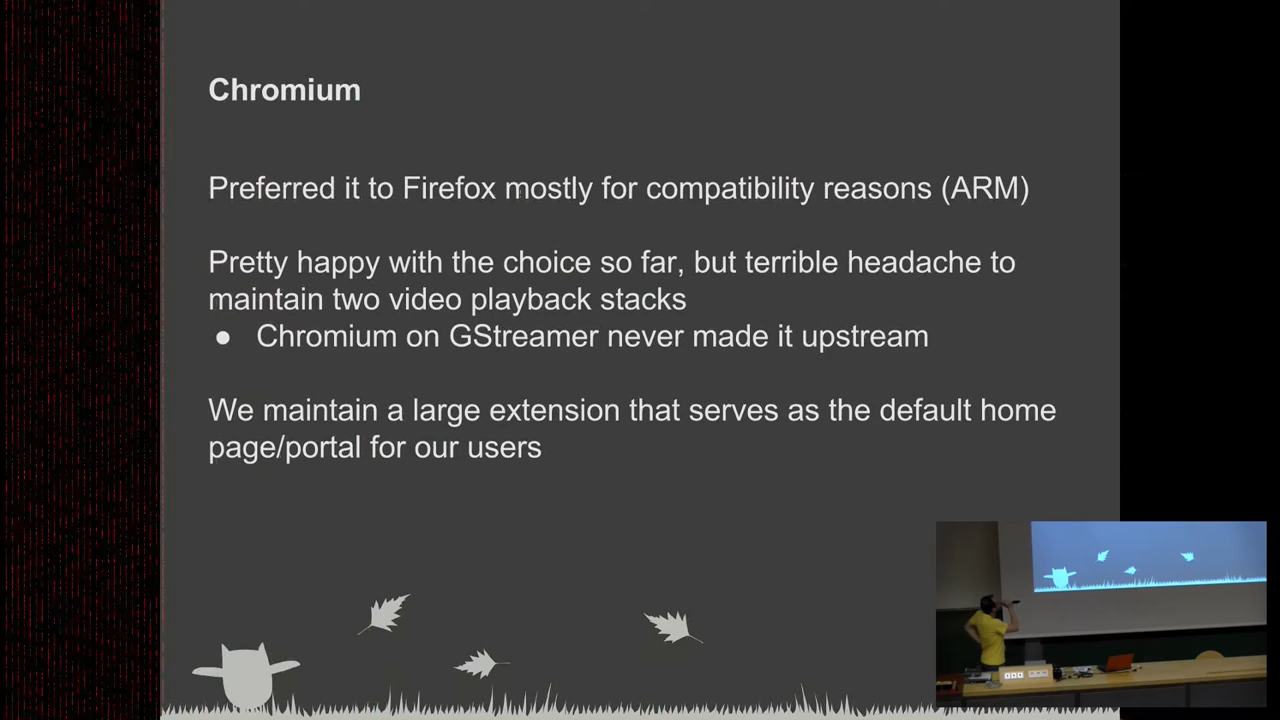 Chromium
Preferred it to Firefox mostly for compatibility reasons (ARM)
Pretty happy with the choice so far, but terrible headache to
maintain two video playback stacks
● Chromium on GStreamer never made it upstream
We maintain a large extension that serves as the default home
page/portal for our users